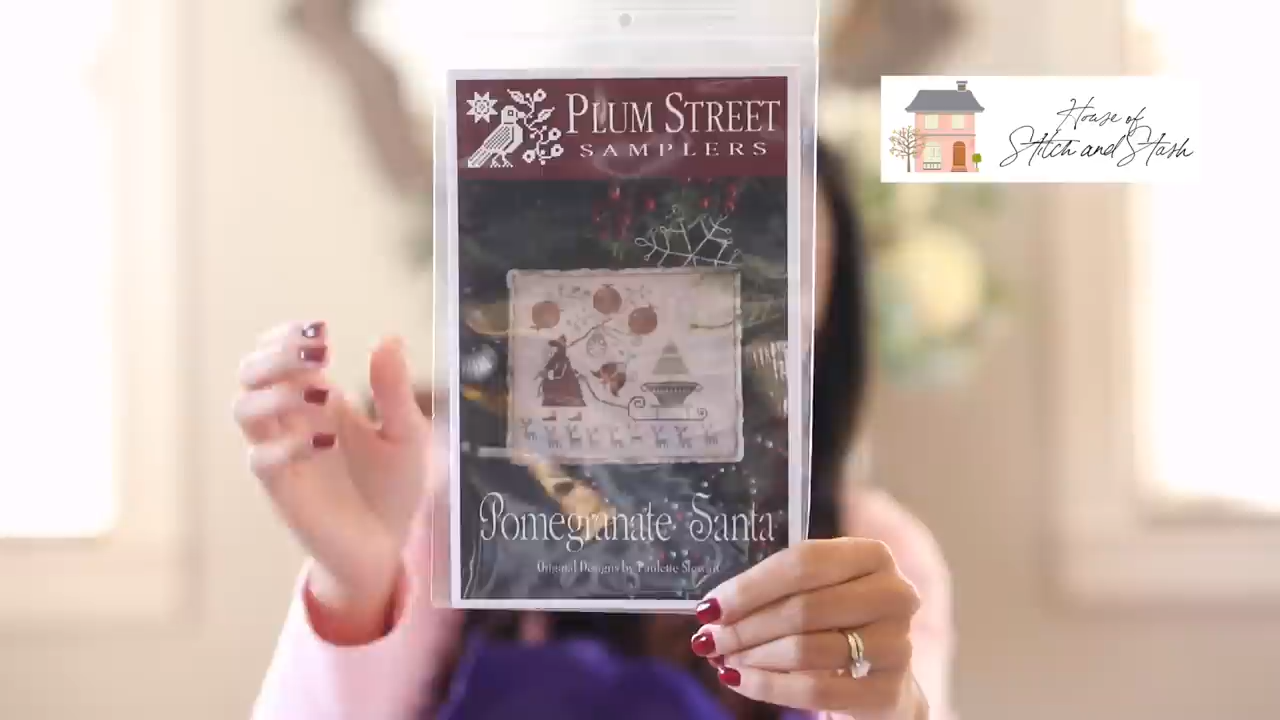 PLUM STREET
SAMPLERS
House of
Stitch and Stash
Pomegranate Santa
Original Designs by Paulette Stewart